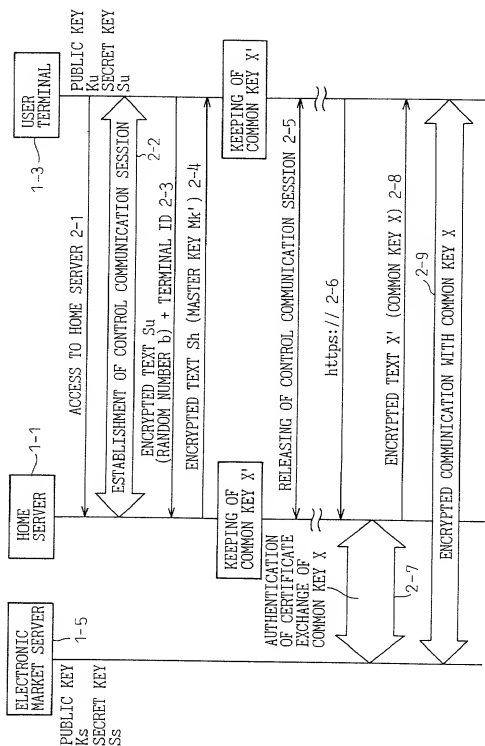 ELECTRONIC
MARKET SERVER
1-5
PUBLIC KEY
Ks
SECRET KEY
Ss
HOME
SERVER
1-1
USER
TERMINAL
1-3
PUBLIC KEY
Ku
SECRET KEY
Su
ACCESS TO HOME SERVER 2-1
ESTABLISHMENT OF CONTROL COMMUNICATION SESSION
2-2
ENCRYPTED TEXT Su
(RANDOM NUMBER b) + TERMINAL ID 2-3
ENCRYPTED TEXT Sh (MASTER KEY Mk') 2-4
KEEPING OF
COMMON KEY X'
KEEPING OF
COMMON KEY X'
RELEASING OF CONTROL COMMUNICATION SESSION 2-5
https:// 2-6
AUTHENTICATION
OF CERTIFICATE
EXCHANGE OF
COMMON KEY X
2-7
ENCRYPTED TEXT X' (COMMON KEY X) 2-8
2-9
ENCRYPTED COMMUNICATION WITH COMMON KEY X